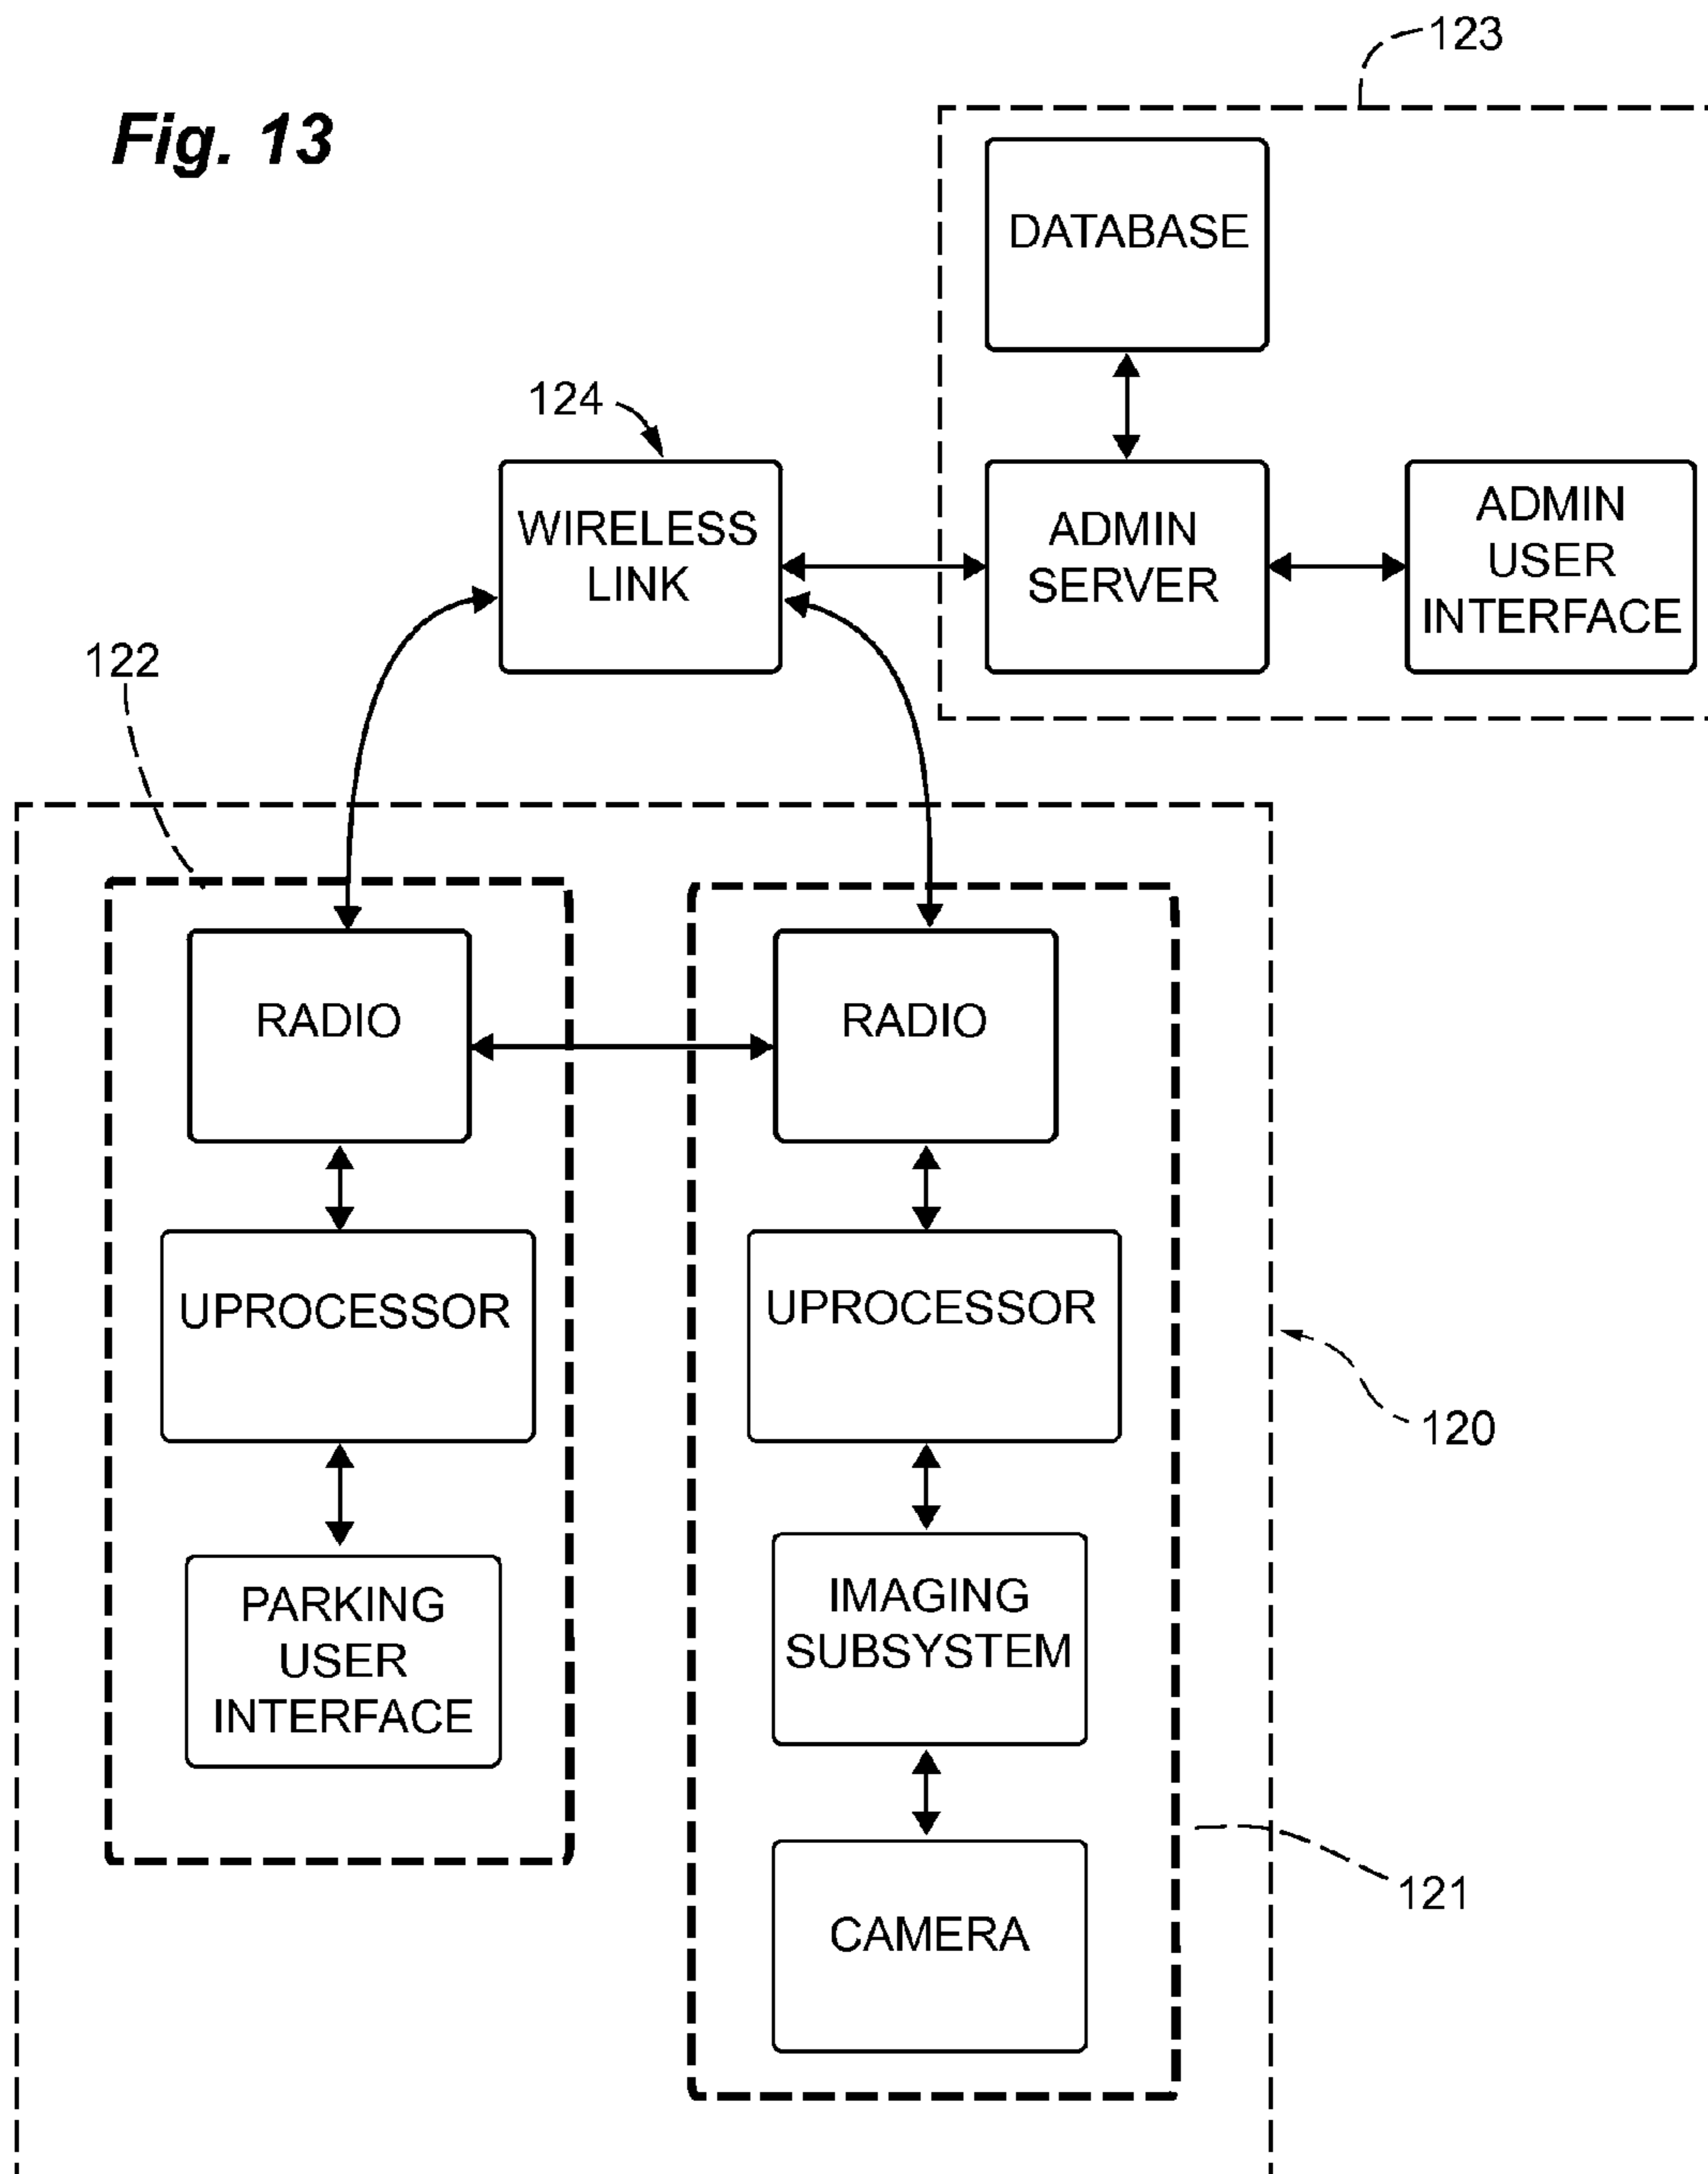 123
Fig. 13
DATABASE
124
WIRELESS
LINK
ADMIN
SERVER
ADMIN
USER
INTERFACE
122
RADIO
RADIO
UPROCESSOR
UPROCESSOR
120
PARKING
USER
INTERFACE
IMAGING
SUBSYSTEM
121
CAMERA